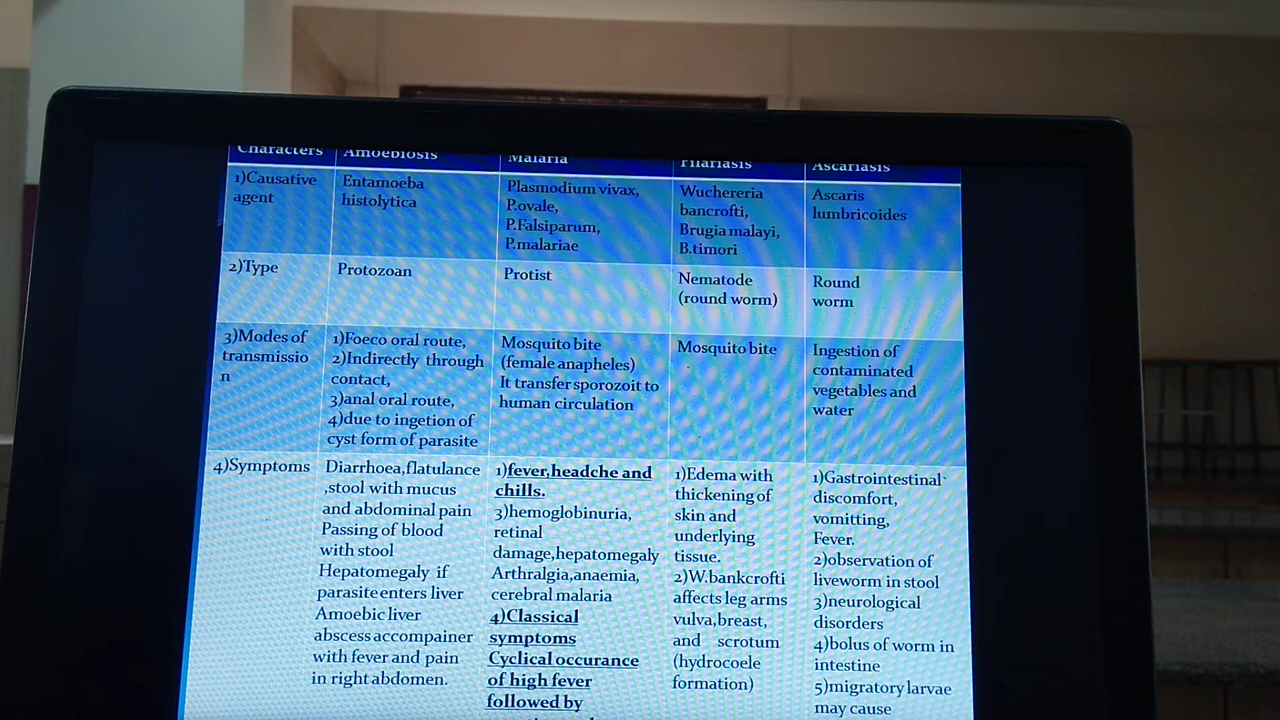 Characters
Amoebiosis
Malaria
Filariasis
Ascariasis
1)Causative
agent
Entamoeba
histolytica
Plasmodium vivax,
P.ovale,
P.Falsiparum,
P.malariae
Wuchereria
bancrofti,
Brugia malayi,
B.timori
Ascaris
lumbricoides
2)Type
Protozoan
Protist
Nematode
(round worm)
Round
worm
3)Modes of
transmissio
n
1)Foeco oral route,
2)Indirectly through
contact,
3)anal oral route,
4)due to ingetion of
cyst form of parasite
Mosquito bite
(female anapheles)
It transfer sporozoit to
human circulation
Mosquito bite
Ingestion of
contaminated
vegetables and
water
4)Symptoms
Diarrhoea,flatulance
,stool with mucus
and abdominal pain
Passing of blood
with stool
Hepatomegaly if
parasite enters liver
Amoebic liver
abscess accompainer
with fever and pain
in right abdomen.
1)fever,headche and
chills.
3)hemoglobinuria,
retinal
damage,hepatomegaly
Arthralgia,anaemia,
cerebral malaria
4)Classical
symptoms
Cyclical occurance
of high fever
followed by
1)Edema with
thickening of
skin and
underlying
tissue.
2)W.bankcrofti
affects leg arms
vulva,breast,
and scrotum
(hydrocoele
formation)
1)Gastrointestinal
discomfort,
vomitting,
Fever.
2)observation of
liveworm in stool
3)neurological
disorders
4)bolus of worm in
intestine
5)migratory larvae
may cause